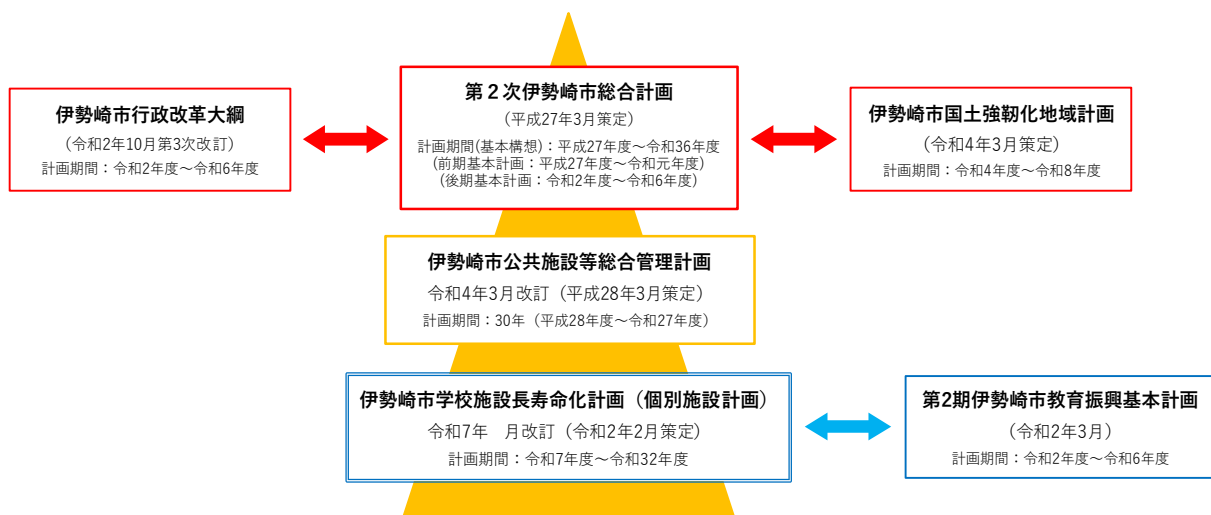 伊勢崎市行政改革大綱
(令和2年10月第3次改訂)
計画期間：令和2年度～令和6年度
第２次伊勢崎市総合計画
(平成27年3月策定)
計画期間(基本構想)：平成27年度～令和36年度
(前期基本計画：平成27年度～令和元年度)
(後期基本計画：令和2年度～令和6年度)
伊勢崎市国土強靭化地域計画
(令和4年3月策定)
計画期間：令和4年度～令和8年度
伊勢崎市公共施設等総合管理計画
令和4年3月改訂（平成28年3月策定）
計画期間：30年（平成28年度～令和27年度）
伊勢崎市学校施設長寿命化計画（個別施設計画）
令和7年　月改訂（令和2年2月策定）
計画期間：令和7年度～令和32年度
第2期伊勢崎市教育振興基本計画
(令和2年3月)
計画期間：令和2年度～令和6年度